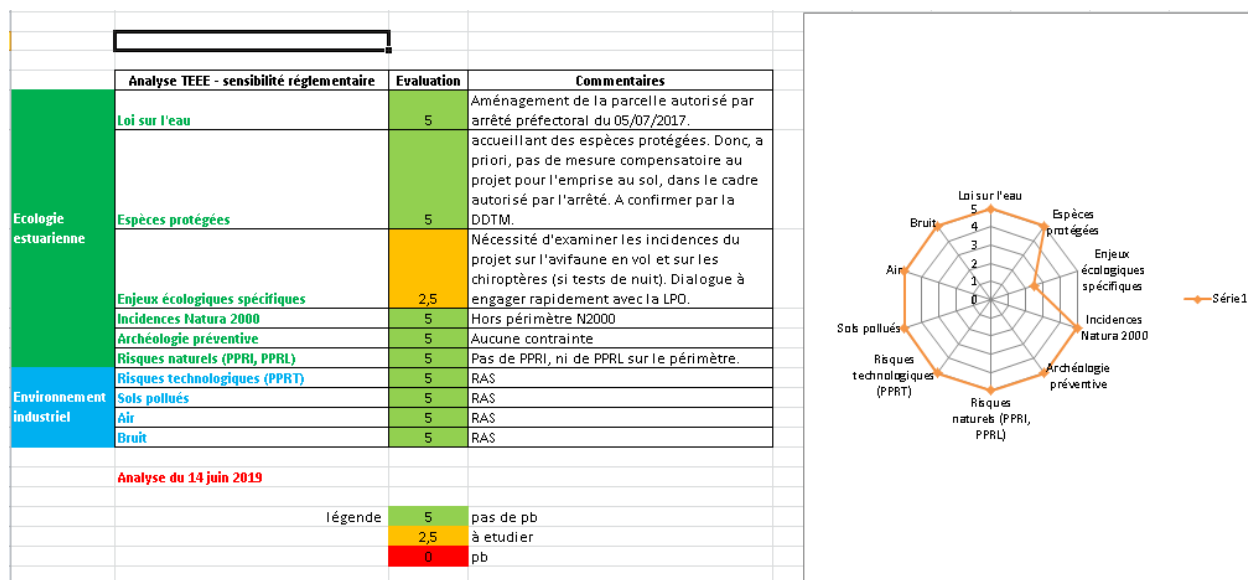 Analyse TEEE - sensibilité réglementaire Evaluation Commentaires
Ecologie
estuarienne
Loi sur l'eau 5
Aménagement de la parcelle autorisé par
arrêté préfectoral du 05/07/2017.
Espèces protégées 5
accueillant des espèces protégées. Donc, a
priori, pas de mesure compensatoire au
projet pour l'emprise au sol, dans le cadre
autorisé par l'arrêté. A confirmer par la
DDTM.
Enjeux écologiques spécifiques 2,5
Nécessité d'examiner les incidences du
projet sur l'avifaune en vol et sur les
chiroptères (si tests de nuit). Dialogue à
engager rapidement avec la LPO.
Incidences Natura 2000 5 Hors périmètre N2000
Archéologie préventive 5 Aucune contrainte
Risques naturels (PPRI, PPRL) 5 Pas de PPRI, ni de PPRL sur le périmètre.
Environnement
industriel
Risques technologiques (PPRT) 5 RAS
Sols pollués 5 RAS
Air 5 RAS
Bruit 5 RAS
Analyse du 14 juin 2019
légende 5 pas de pb
2,5 à etudier
0 pb
Loi sur l'eau
Espèces
protégées
Enjeux
écologiques
spécifiques
Incidences
Natura 2000
Archéologie
préventive
Risques
naturels (PPRI,
PPRL)
Risques
technologiques
(PPRT)
Sols pollués
Air
Bruit
5
4
3
2
1
0
Série1